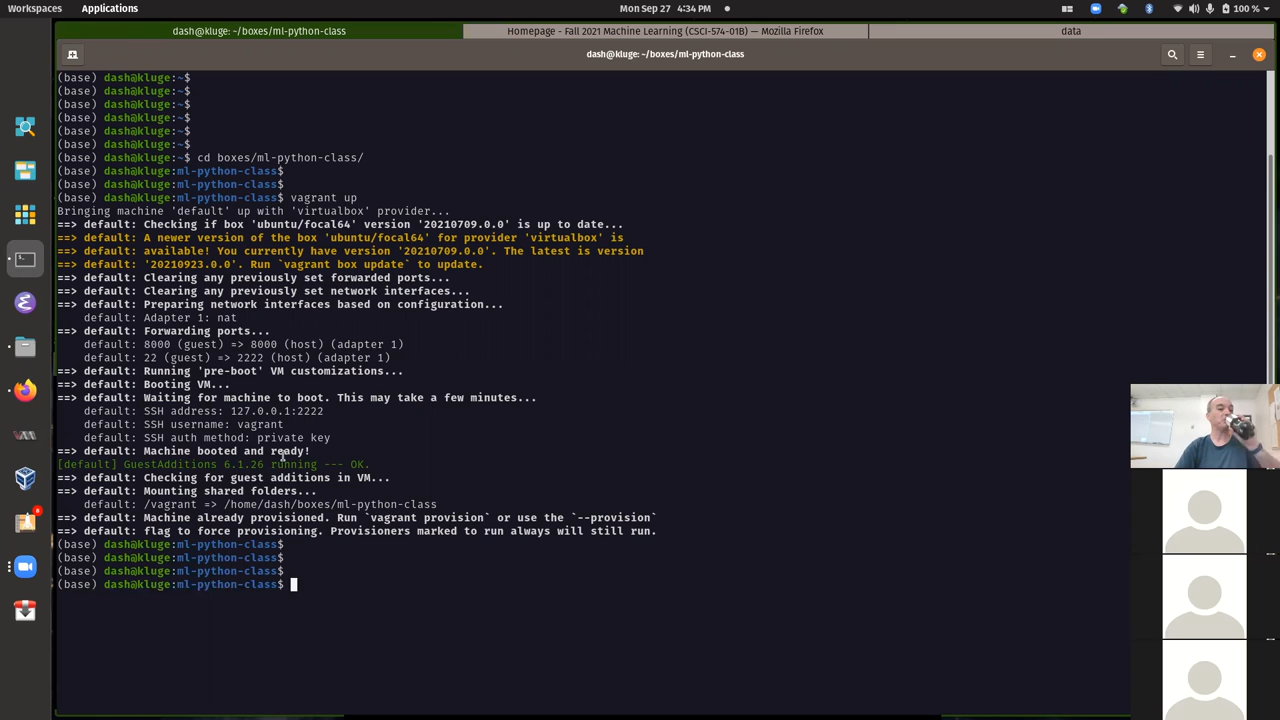 Workspaces Applications Mon Sep 27 4:34 PM 100 %
dash@kluge: ~/boxes/ml-python-class Homepage - Fall 2021 Machine Learning (CSCI-574-01B) — Mozilla Firefox data
dash@kluge: ~/boxes/ml-python-class
(base) dash@kluge:~$
(base) dash@kluge:~$
(base) dash@kluge:~$
(base) dash@kluge:~$
(base) dash@kluge:~$
(base) dash@kluge:~$ cd boxes/ml-python-class/
(base) dash@kluge:ml-python-class$
(base) dash@kluge:ml-python-class$
(base) dash@kluge:ml-python-class$ vagrant up
Bringing machine 'default' up with 'virtualbox' provider...
==> default: Checking if box 'ubuntu/focal64' version '20210709.0.0' is up to date...
==> default: A newer version of the box 'ubuntu/focal64' for provider 'virtualbox' is
==> default: available! You currently have version '20210709.0.0'. The latest is version
==> default: '20210923.0.0'. Run `vagrant box update` to update.
==> default: Clearing any previously set forwarded ports...
==> default: Clearing any previously set network interfaces...
==> default: Preparing network interfaces based on configuration...
default: Adapter 1: nat
==> default: Forwarding ports...
default: 8000 (guest) => 8000 (host) (adapter 1)
default: 22 (guest) => 2222 (host) (adapter 1)
==> default: Running 'pre-boot' VM customizations...
==> default: Booting VM...
==> default: Waiting for machine to boot. This may take a few minutes...
default: SSH address: 127.0.0.1:2222
default: SSH username: vagrant
default: SSH auth method: private key
==> default: Machine booted and ready!
[default] GuestAdditions 6.1.26 running --- OK.
==> default: Checking for guest additions in VM...
==> default: Mounting shared folders...
default: /vagrant => /home/dash/boxes/ml-python-class
==> default: Machine already provisioned. Run `vagrant provision` or use the `--provision`
==> default: flag to force provisioning. Provisioners marked to run always will still run.
(base) dash@kluge:ml-python-class$
(base) dash@kluge:ml-python-class$
(base) dash@kluge:ml-python-class$
(base) dash@kluge:ml-python-class$